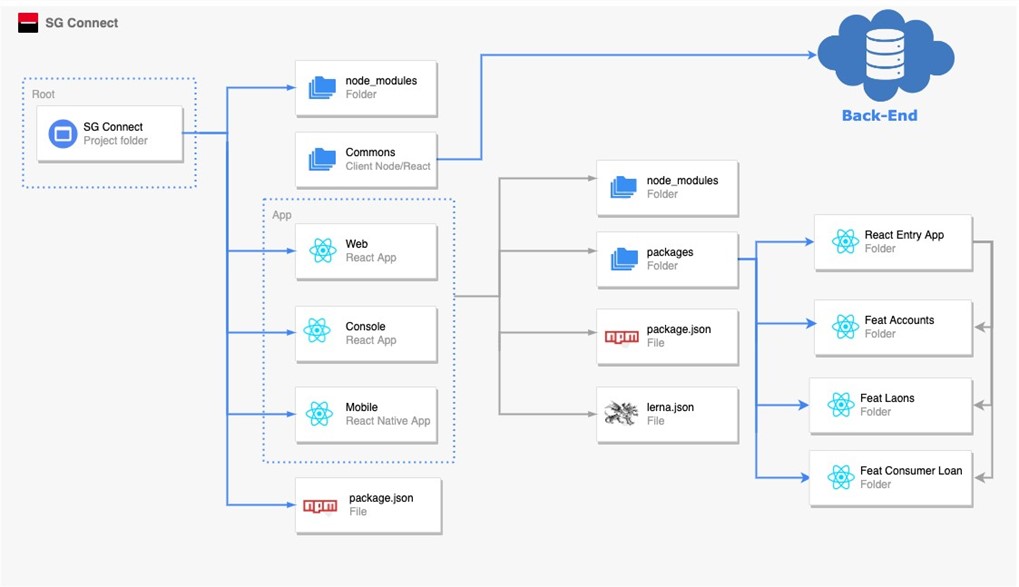 SG Connect
Root
SG Connect
Project folder
node_modules
Folder
Commons
Client Node/React
App
Web
React App
Console
React App
Mobile
React Native App
npm
package.json
File
node_modules
Folder
packages
Folder
npm
package.json
File
lerna.json
File
Back-End
React Entry App
Folder
Feat Accounts
Folder
Feat Laons
Folder
Feat Consumer Loan
Folder